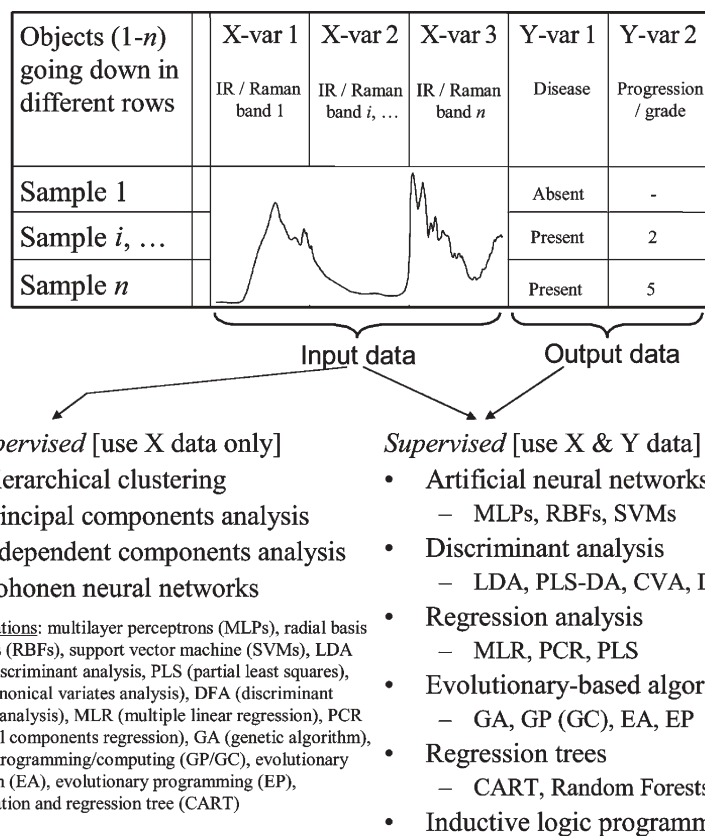 Objects (1-n)
going down in
different rows
X-var 1
X-var 2
X-var 3
Y-var 1
Y-var 2
IR / Raman
band 1
IR / Raman
band i, …
IR / Raman
band n
Disease
Progression
/ grade
Sample 1
Absent
-
Sample i, …
Present
2
Sample n
Present
5
Input data
Output data
pervised [use X data only]
erarchical clustering
incipal components analysis
dependent components analysis
ohonen neural networks
ations: multilayer perceptrons (MLPs), radial basis
s (RBFs), support vector machine (SVMs), LDA
scriminant analysis, PLS (partial least squares),
nonical variates analysis), DFA (discriminant
analysis), MLR (multiple linear regression), PCR
l components regression), GA (genetic algorithm),
rogramming/computing (GP/GC), evolutionary
n (EA), evolutionary programming (EP),
ation and regression tree (CART)
Supervised [use X & Y data]
• Artificial neural networks
– MLPs, RBFs, SVMs
• Discriminant analysis
– LDA, PLS-DA, CVA,
• Regression analysis
– MLR, PCR, PLS
• Evolutionary-based algor
– GA, GP (GC), EA, EP
• Regression trees
– CART, Random Forests
• Inductive logic programm